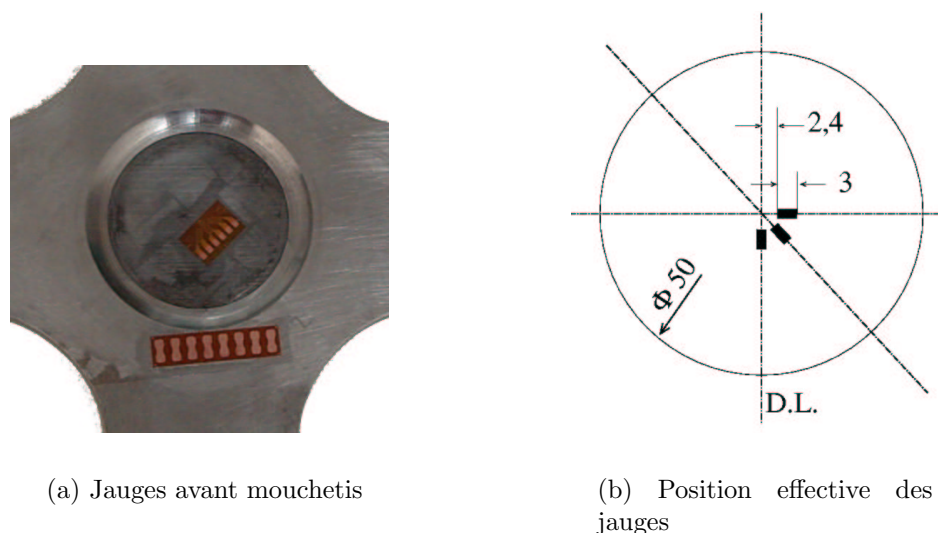 2,4
3
Φ 50
D.L.
(a) Jauges avant mouchetis
(b) Position effective des
jauges